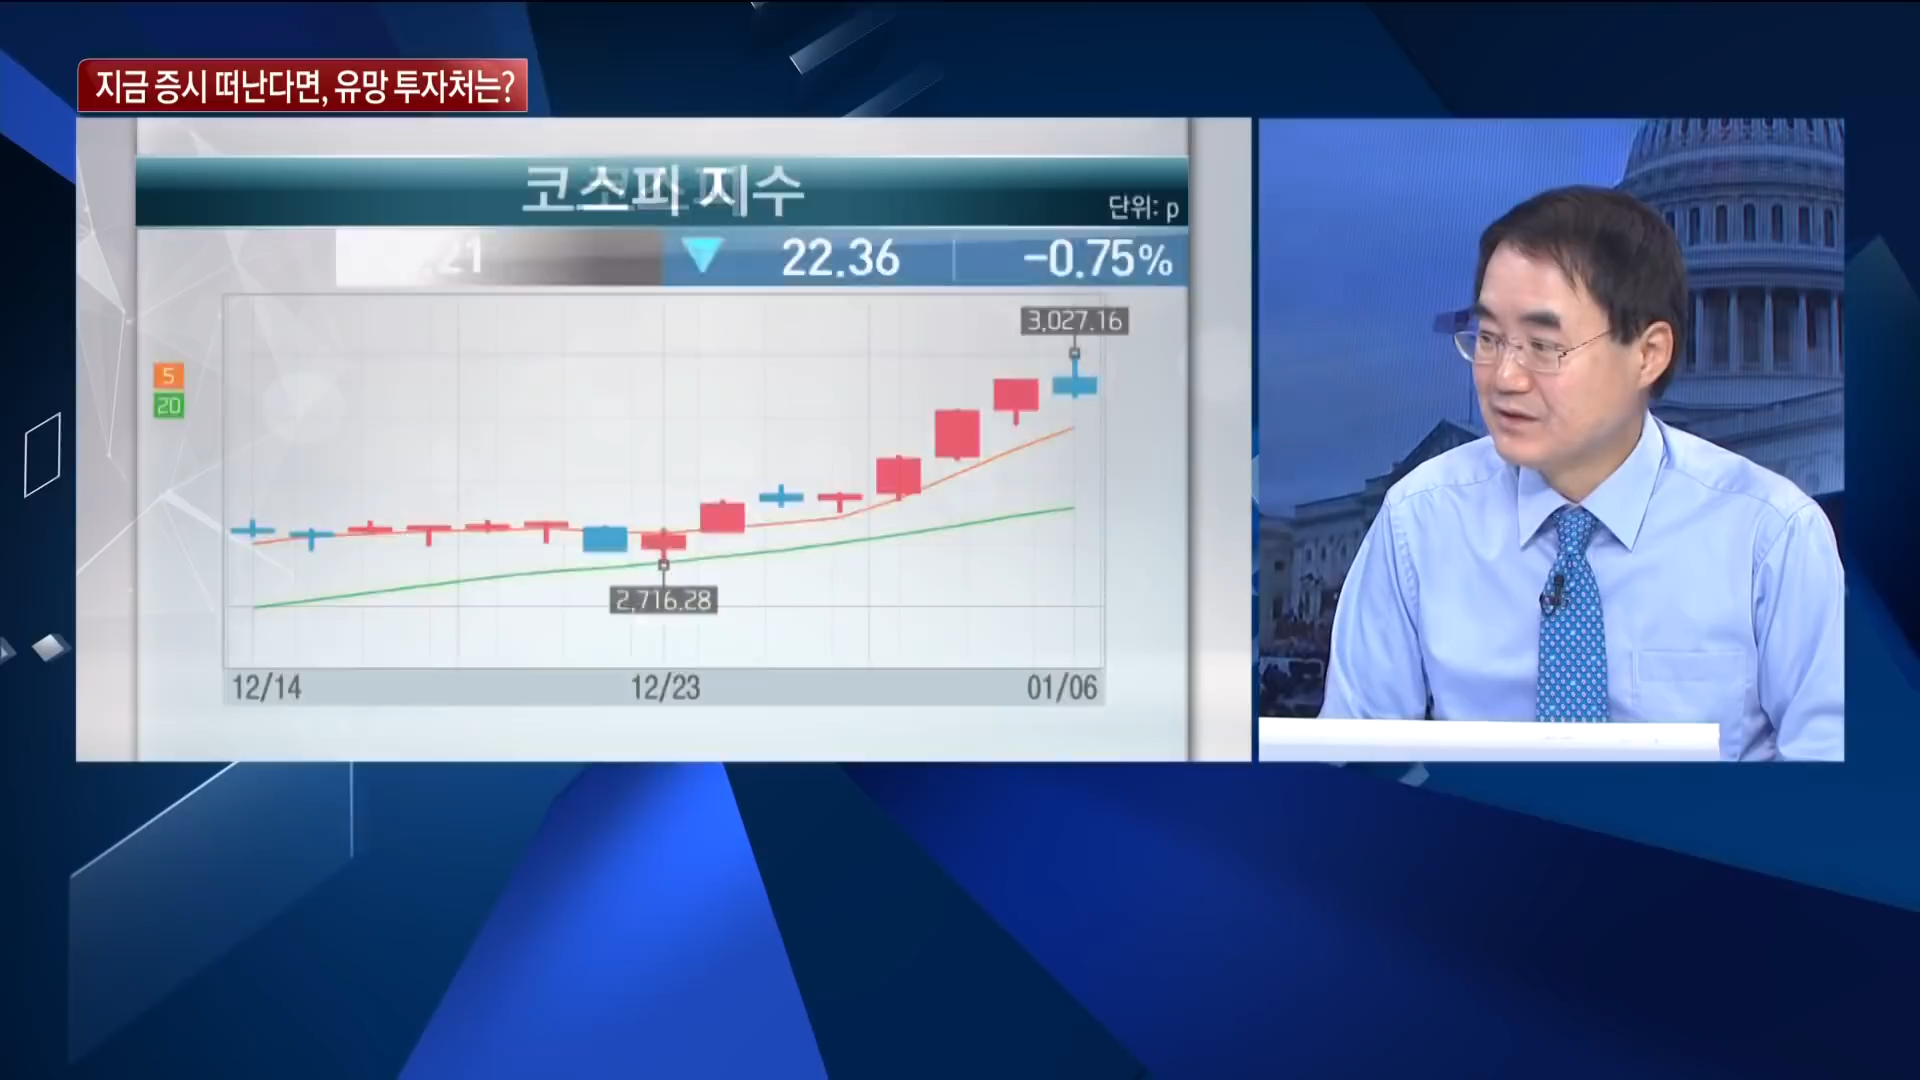 지금 증시 떠난다면, 유망 투자처는?
코스피 지수
단위: p
▼ 22.36 -0.75%
3,027.16
5
20
2,716.28
12/14 12/23 01/06